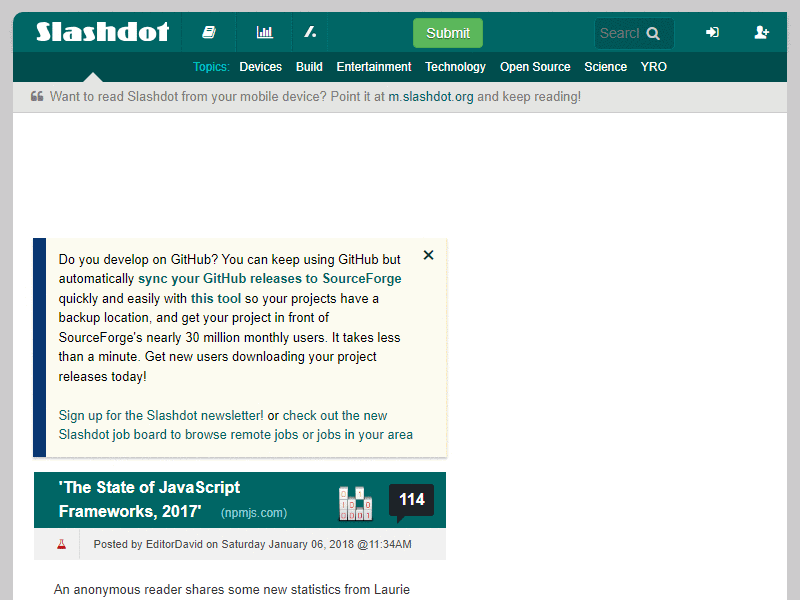 Slashdot
Submit
Search
Topics: Devices Build Entertainment Technology Open Source Science YRO
Want to read Slashdot from your mobile device? Point it at m.slashdot.org and keep reading!
Do you develop on GitHub? You can keep using GitHub but
automatically sync your GitHub releases to SourceForge
quickly and easily with this tool so your projects have a
backup location, and get your project in front of
SourceForge's nearly 30 million monthly users. It takes less
than a minute. Get new users downloading your project
releases today!
Sign up for the Slashdot newsletter! or check out the new
Slashdot job board to browse remote jobs or jobs in your area
'The State of JavaScript
Frameworks, 2017' (npmjs.com)
114
Posted by EditorDavid on Saturday January 06, 2018 @11:34AM
An anonymous reader shares some new statistics from Laurie